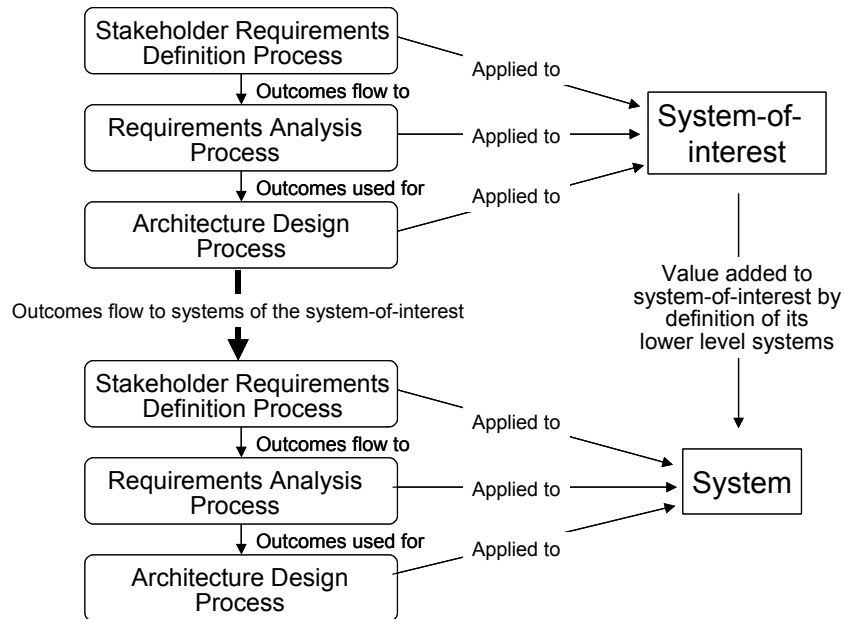 Stakeholder Requirements
Definition Process
Applied to
Outcomes flow to
Requirements Analysis
Process
Applied to
System-of-
interest
Outcomes used for
Architecture Design
Process
Applied to
Outcomes flow to systems of the system-of-interest
Value added to
system-of-interest by
definition of its
lower level systems
Stakeholder Requirements
Definition Process
Applied to
Outcomes flow to
Requirements Analysis
Process
Applied to
System
Outcomes used for
Applied to
Architecture Design
Process